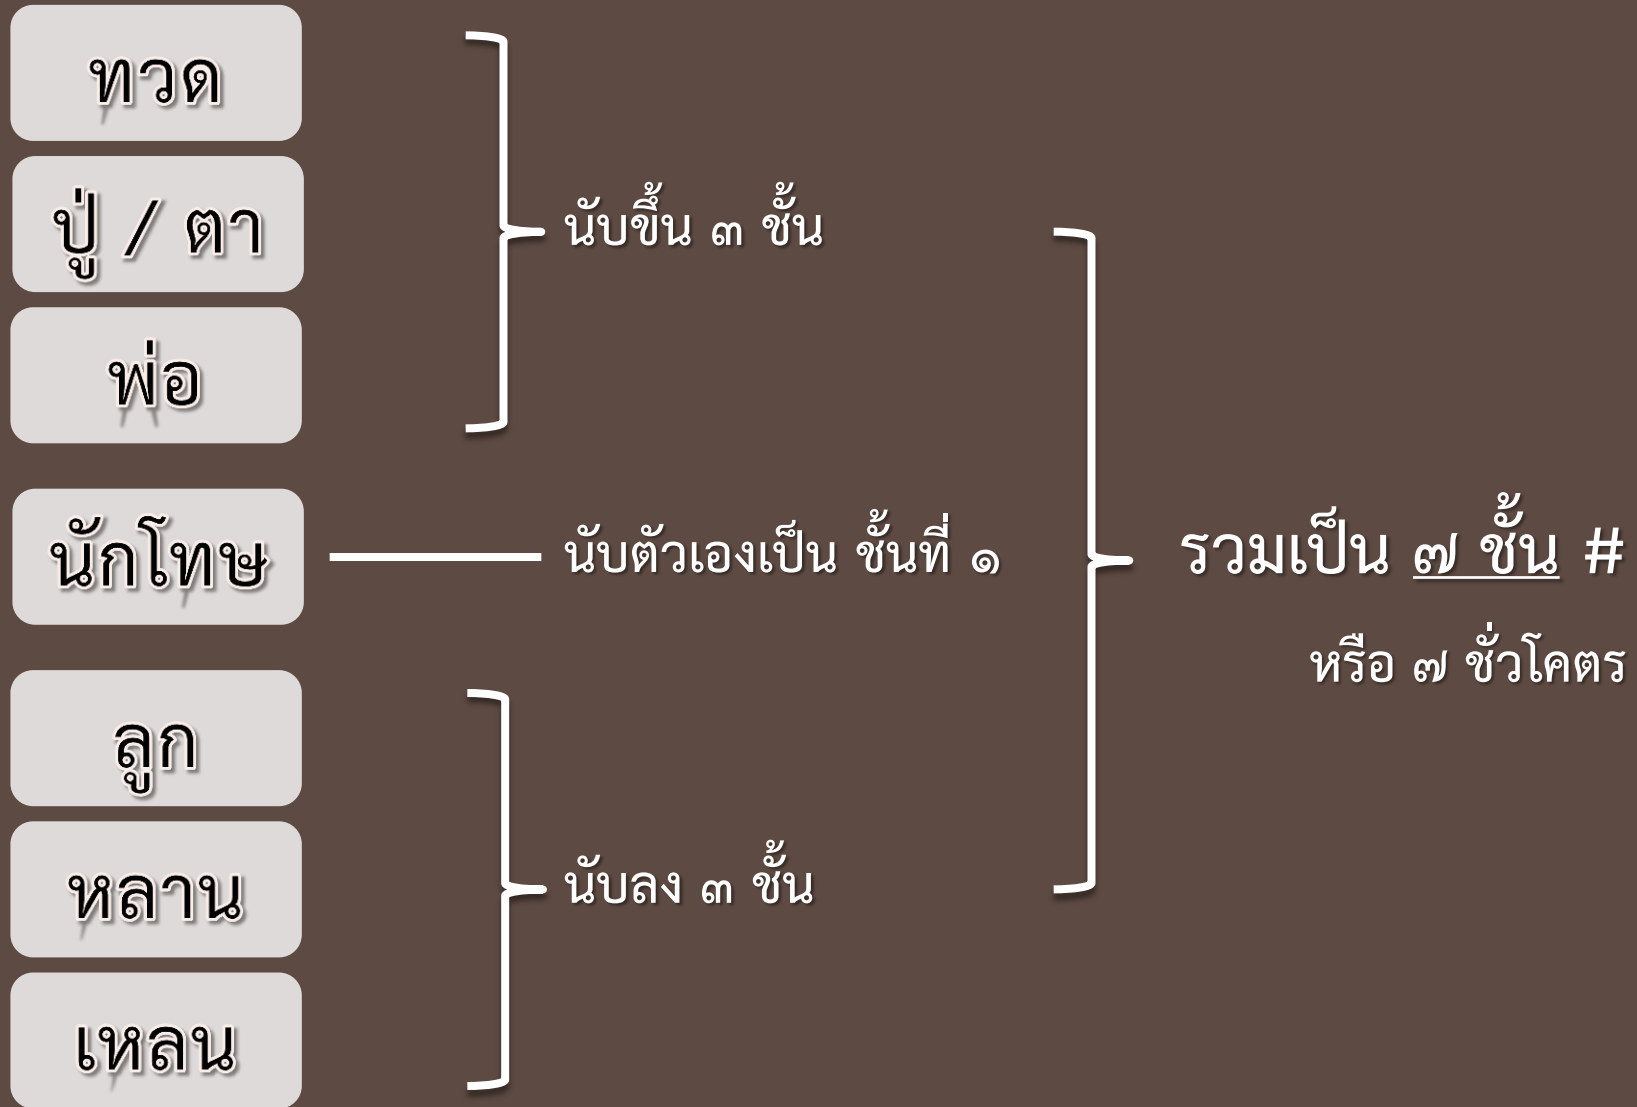 ทวด
ปู่ / ตา
นับขึ้น ๓ ชั้น
พ่อ
นักโทษ
นับตัวเองเป็น ชั้นที่ ๑
รวมเป็น ๗ ชั้น #
หรือ ๗ ชั่วโคตร
ลูก
หลาน
นับลง ๓ ชั้น
เหลน